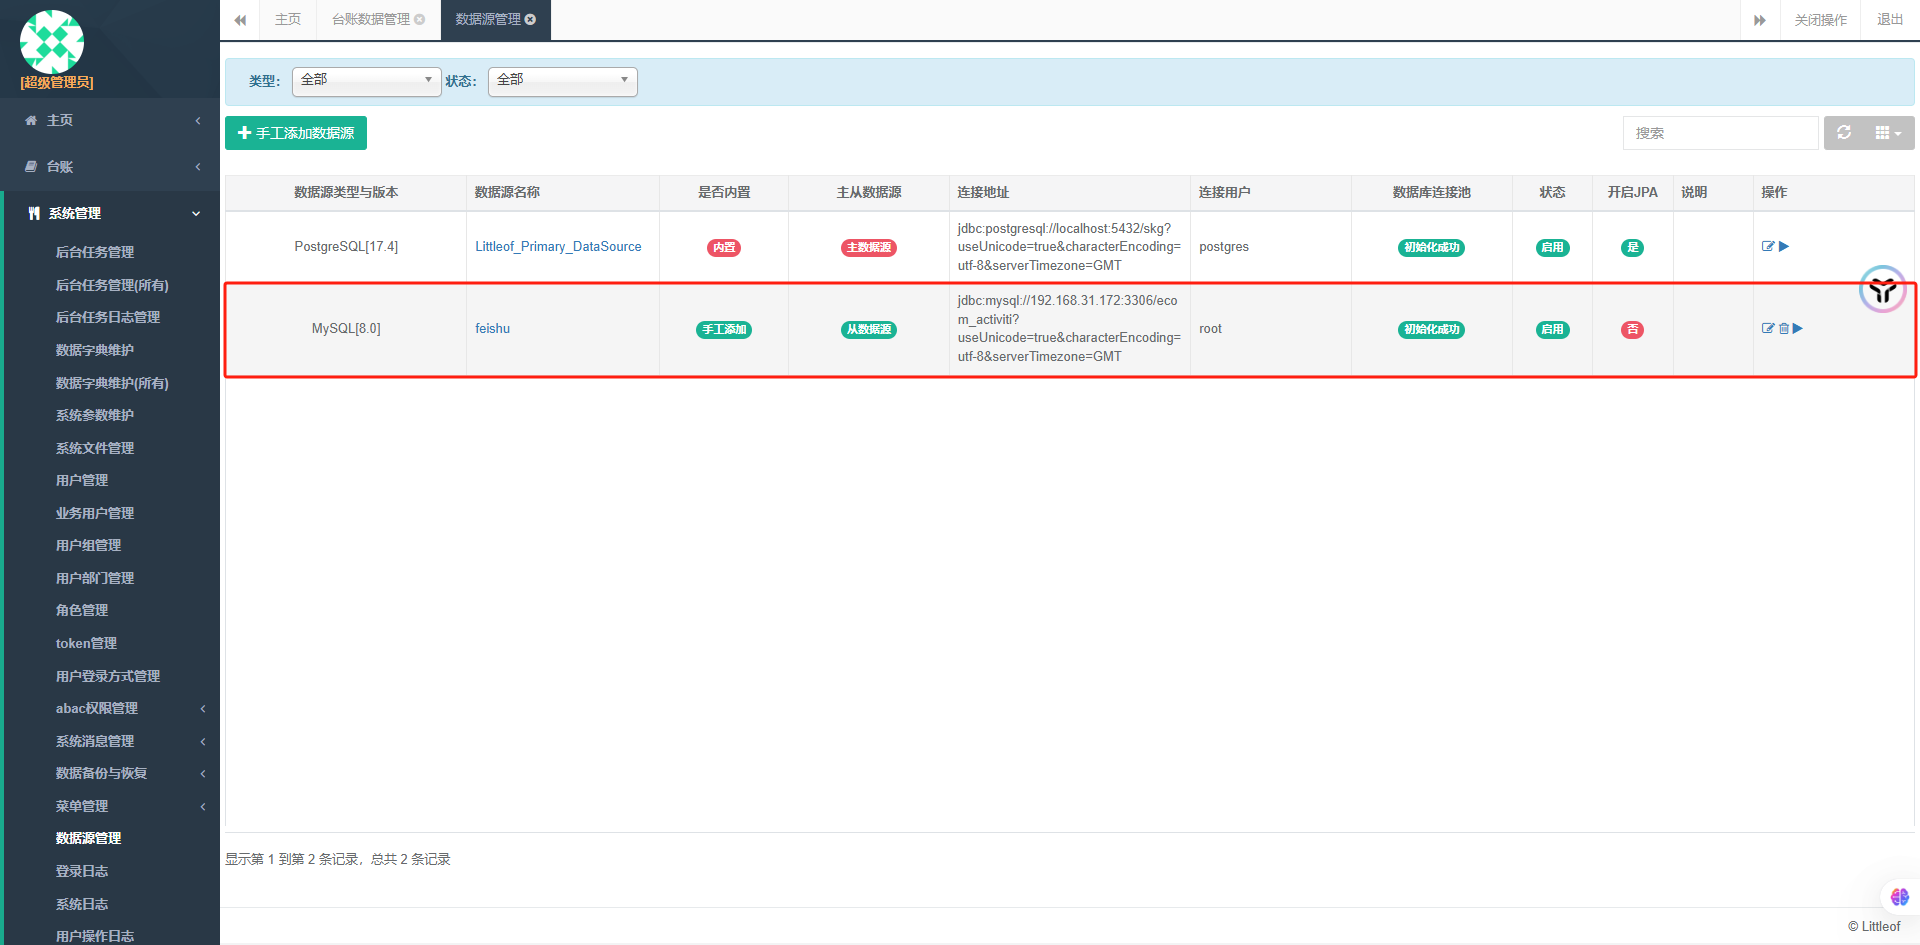 [超级管理员]
主页
台账
系统管理
后台任务管理
后台任务管理(所有)
后台任务日志管理
数据字典维护
数据字典维护(所有)
系统参数维护
系统文件管理
用户管理
业务用户管理
用户组管理
用户部门管理
角色管理
token管理
用户登录方式管理
abac权限管理
系统消息管理
数据备份与恢复
菜单管理
数据源管理
登录日志
系统日志
用户操作日志
主页 台账数据管理 数据源管理 关闭操作 退出
类型： 全部 状态： 全部
手工添加数据源 搜索
数据源类型与版本 数据源名称 是否内置 主从数据源 连接地址 连接用户 数据库连接池 状态 开启JPA 说明 操作
jdbc:postgresql://localhost:5432/skg?
PostgreSQL[17.4] Littleof_Primary_DataSource 内置 主数据源 useUnicode=true&characterEncoding= postgres 初始化成功 启用 是
utf-8&serverTimezone=GMT
jdbc:mysql://192.168.31.172:3306/eco
m_activiti?
MySQL[8.0] feishu 手工添加 从数据源 useUnicode=true&characterEncoding= root 初始化成功 启用 否
utf-8&serverTimezone=GMT
显示第 1 到第 2 条记录，总共 2 条记录
© Littleof